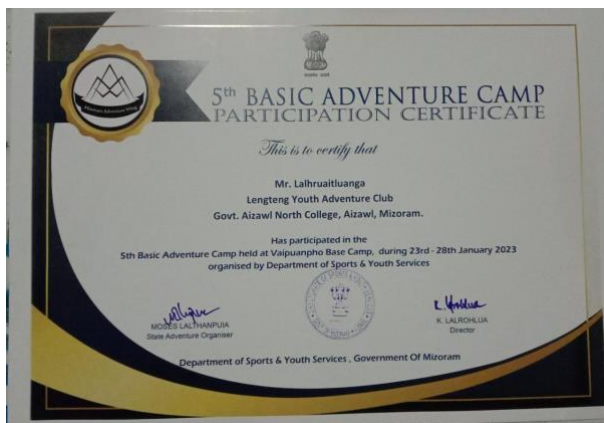 5th BASIC ADVENTURE CAMP
PARTICIPATION CERTIFICATE
This is to certify that
Mr. Lalhruaitluanga
Lengteng Youth Adventure Club
Govt. Aizawl North College, Aizawl, Mizoram.
Has participated in the
5th Basic Adventure Camp held at Vaipuanpho Base Camp, during 23rd - 28th January 2023
organised by Department of Sports & Youth Services
MOSES LALTHANPUIA
State Adventure Organiser
K. LALROHLUA
Director
Department of Sports & Youth Services , Government Of Mizoram